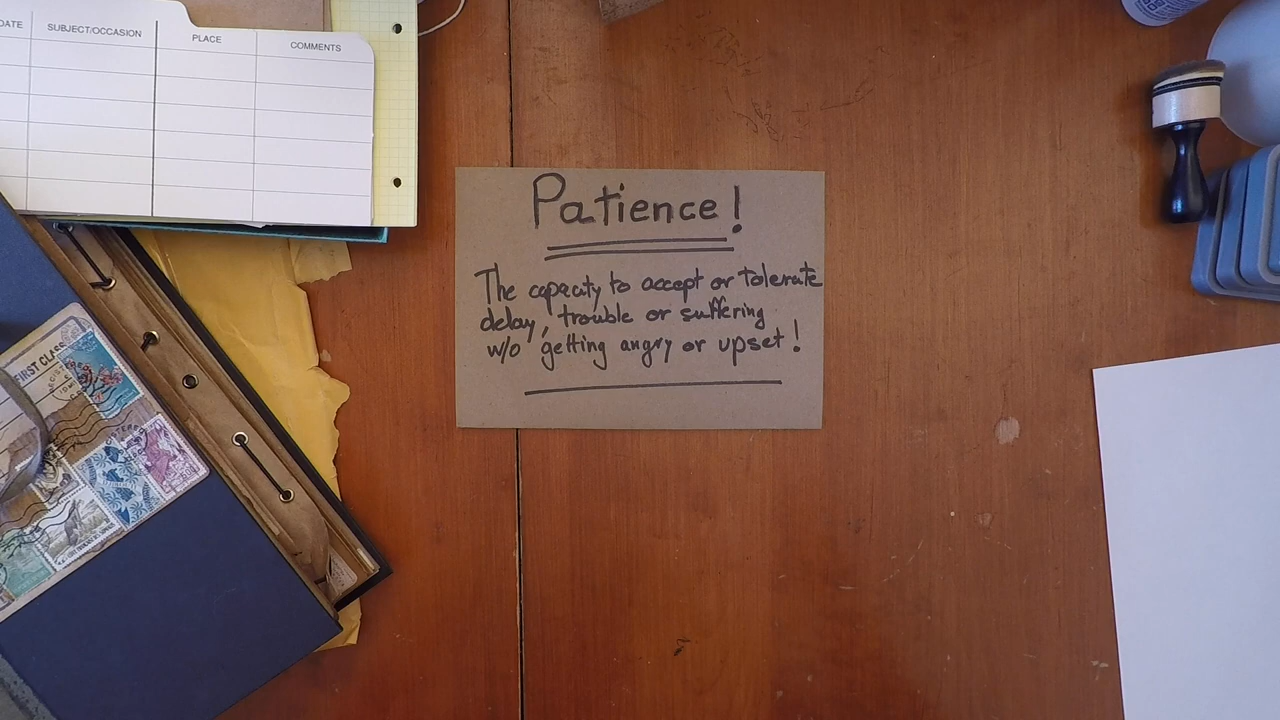 DATE SUBJECT/OCCASION PLACE COMMENTS
Patience!
The capacity to accept or tolerate
delay, trouble or suffering
w/o getting angry or upset!
FIRST CLASS